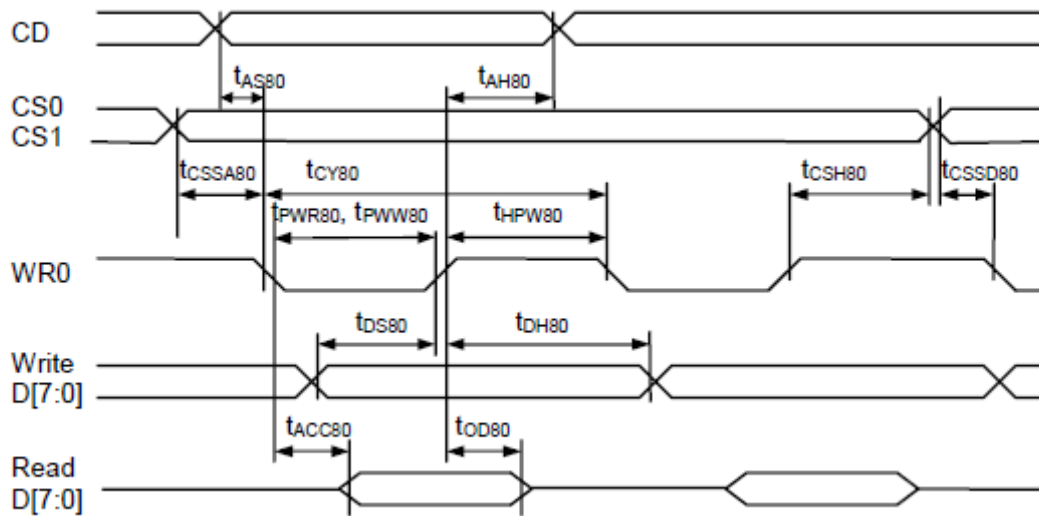 CD
tAS80 tAH80
CS0
CS1
tCSSA80 tCY80 tCSH80 tCSSD80
tPWR80, tPWW80 tHPW80
WR0
tDS80 tDH80
Write
D[7:0]
tACC80 tOD80
Read
D[7:0]